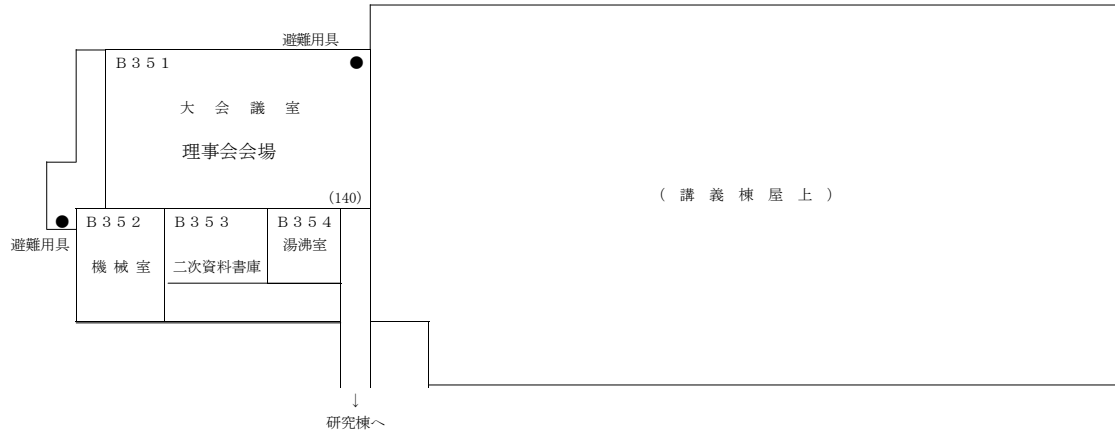 避難用具
Ｂ３５１
大　会　議　室
理事会会場
(140)
（　講　義　棟　屋　上　）
Ｂ３５２
Ｂ３５３
Ｂ３５４
湯沸室
避難用具
機　械　室
二次資料書庫
↓
研究棟へ